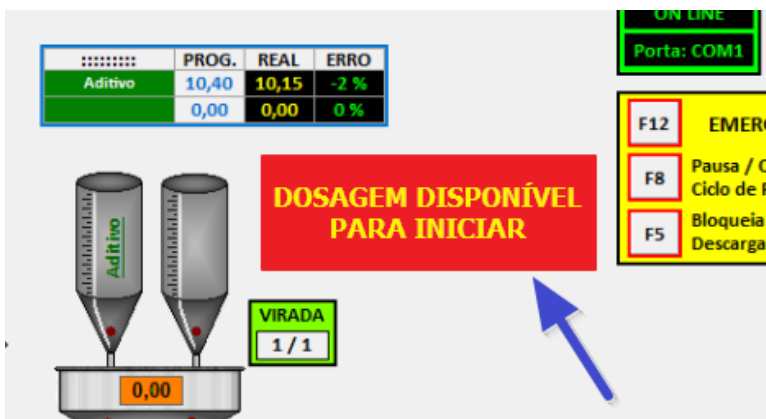 ON LINE
Porta: COM1
::::::::: PROG. REAL ERRO
Aditivo 10,40 10,15 -2 %
0,00 0,00 0 %
F12 EMER
F8 Pausa / 
Ciclo de
F5 Bloqueia
Descarga
DOSAGEM DISPONÍVEL
PARA INICIAR
Aditivo
VIRADA
1 / 1
0,00